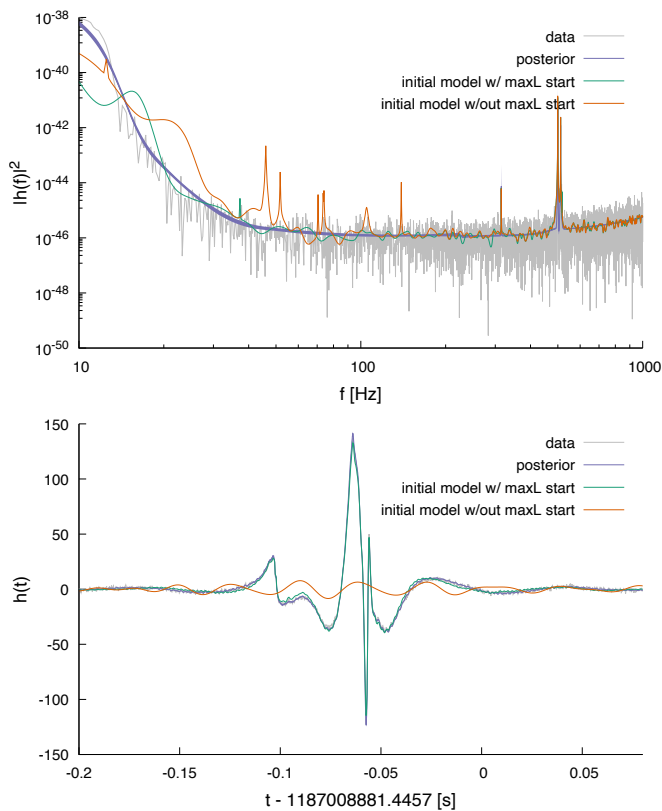 10^-38
10^-40
10^-42
10^-44
10^-46
10^-48
10^-50
|h(f)|^2
data
posterior
initial model w/ maxL start
initial model w/out maxL start
10 100 1000
f [Hz]
150
100
50
0
-50
-100
-150
h(t)
data
posterior
initial model w/ maxL start
initial model w/out maxL start
-0.2 -0.15 -0.1 -0.05 0 0.05
t - 1187008881.4457 [s]